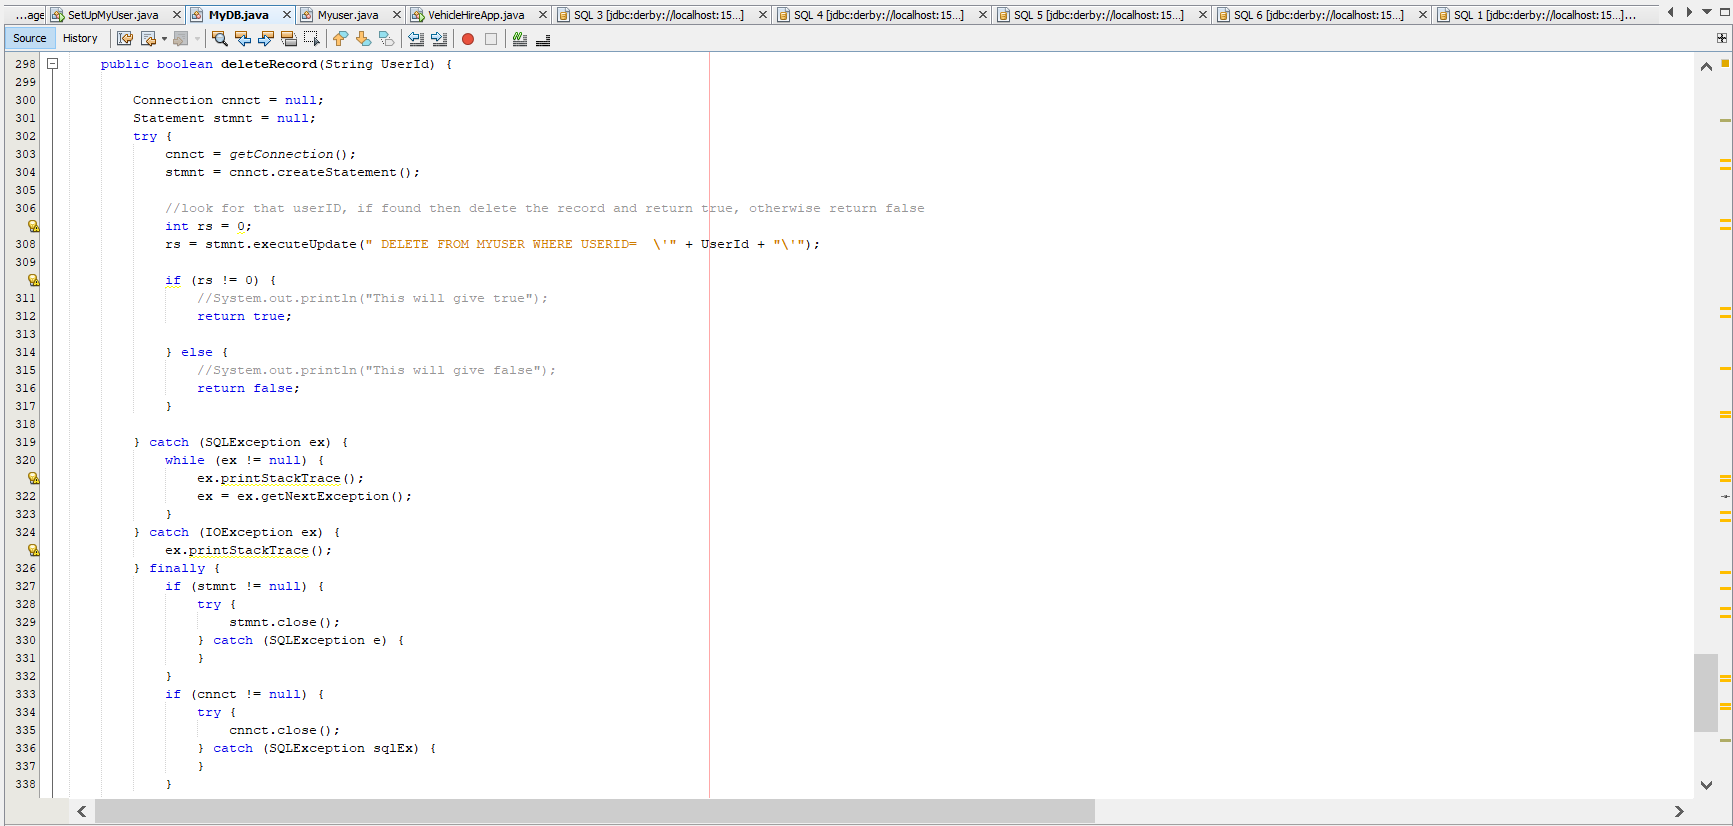 ...age SetUpMyUser.java MyDB.java Myuser.java VehicleHireApp.java SQL 3 [jdbc:derby://localhost:15...] SQL 4 [jdbc:derby://localhost:15...] SQL 5 [jdbc:derby://localhost:15...] SQL 6 [jdbc:derby://localhost:15...] SQL 1 [jdbc:derby://localhost:15...]...
Source History
298 public boolean deleteRecord(String UserId) {
299
300 Connection cnnct = null;
301 Statement stmnt = null;
302 try {
303 cnnct = getConnection();
304 stmnt = cnnct.createStatement();
305
306 //look for that userID, if found then delete the record and return true, otherwise return false
int rs = 0;
308 rs = stmnt.executeUpdate(" DELETE FROM MYUSER WHERE USERID=  \'" + UserId + "\'");
309
if (rs != 0) {
311 //System.out.println("This will give true");
312 return true;
313
314 } else {
315 //System.out.println("This will give false");
316 return false;
317 }
318
319 } catch (SQLException ex) {
320 while (ex != null) {
ex.printStackTrace();
322 ex = ex.getNextException();
323 }
324 } catch (IOException ex) {
ex.printStackTrace();
326 } finally {
327 if (stmnt != null) {
328 try {
329 stmnt.close();
330 } catch (SQLException e) {
331 }
332 }
333 if (cnnct != null) {
334 try {
335 cnnct.close();
336 } catch (SQLException sqlEx) {
337 }
338 }